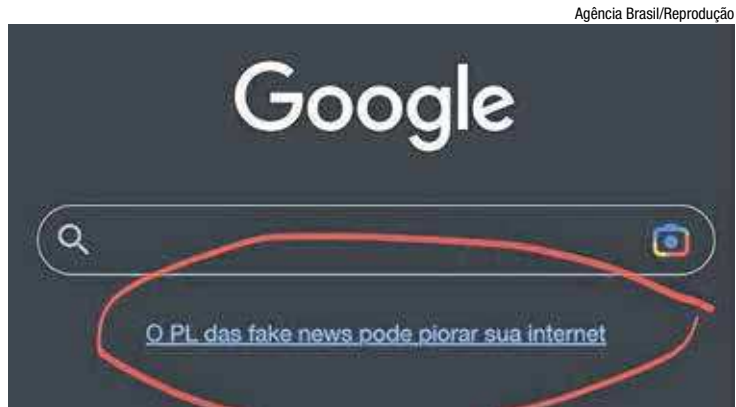 Agência Brasil/Reprodução
Google
O PL das fake news pode piorar sua internet